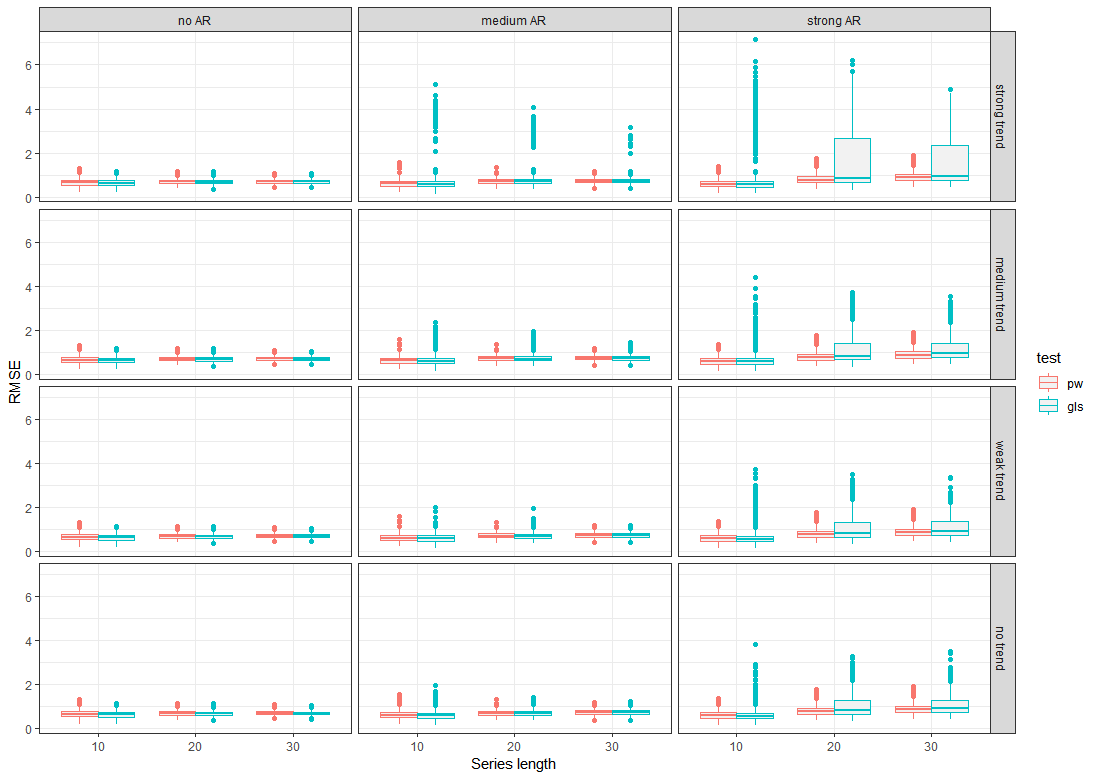 no AR
medium AR
strong AR
6
4
2
0
strong trend
6
4
2
0
medium trend
6
4
2
0
weak trend
6
4
2
0
no trend
RMSE
10
20
30
10
20
30
10
20
30
Series length
test
pw
gls